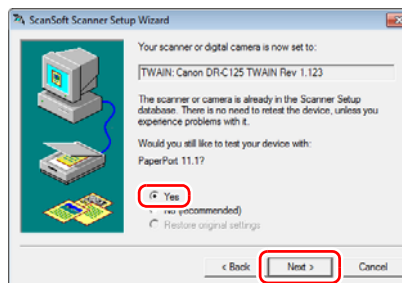 ScanSoft Scanner Setup Wizard
Your scanner or digital camera is now set to:
TWAIN: Canon DR-C125 TWAIN Rev 1.123
The scanner or camera is already in the Scanner Setup
database. There is no need to retest the device, unless you
experience problems with it.
Would you still like to test your device with:
PaperPort 11.1?
Yes
No (recommended)
Restore original settings
< Back Next > Cancel